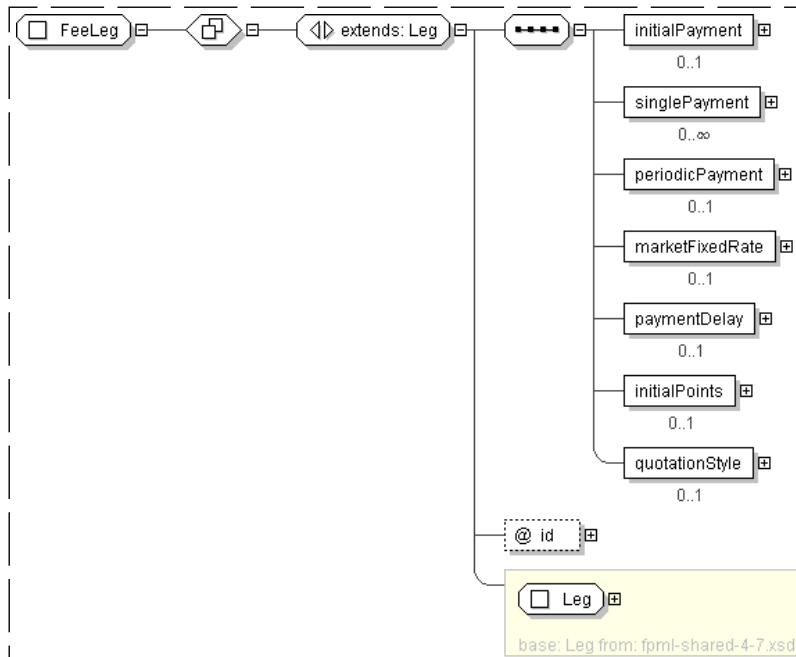 FeeLeg
extends: Leg
initialPayment
0..1
singlePayment
0..∞
periodicPayment
0..1
marketFixedRate
0..1
paymentDelay
0..1
initialPoints
0..1
quotationStyle
0..1
@ id
Leg
base: Leg from: fpml-shared-4-7.xsd